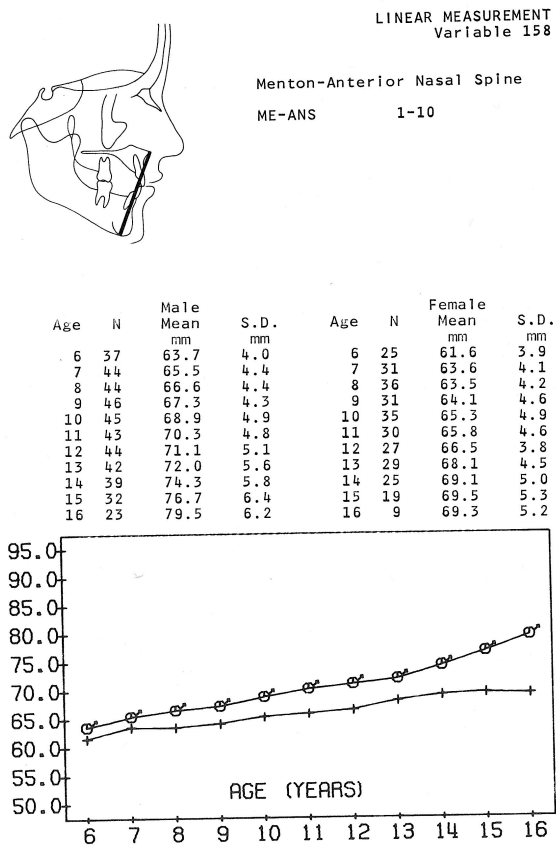 LINEAR MEASUREMENT
Variable 158
Menton-Anterior Nasal Spine
ME-ANS 1-10
Male Female
Age N Mean S.D. Age N Mean S.D.
mm mm mm mm
6 37 63.7 4.0 6 25 61.6 3.9
7 44 65.5 4.4 7 31 63.6 4.1
8 44 66.6 4.4 8 36 63.5 4.2
9 46 67.3 4.3 9 31 64.1 4.6
10 45 68.9 4.9 10 35 65.3 4.9
11 43 70.3 4.8 11 30 65.8 4.6
12 44 71.1 5.1 12 27 66.5 3.8
13 42 72.0 5.6 13 29 68.1 4.5
14 39 74.3 5.8 14 25 69.1 5.0
15 32 76.7 6.4 15 19 69.5 5.3
16 23 79.5 6.2 16 9 69.3 5.2
95.0
90.0
85.0
80.0
75.0
70.0
65.0
60.0
55.0
50.0
AGE (YEARS)
6 7 8 9 10 11 12 13 14 15 16